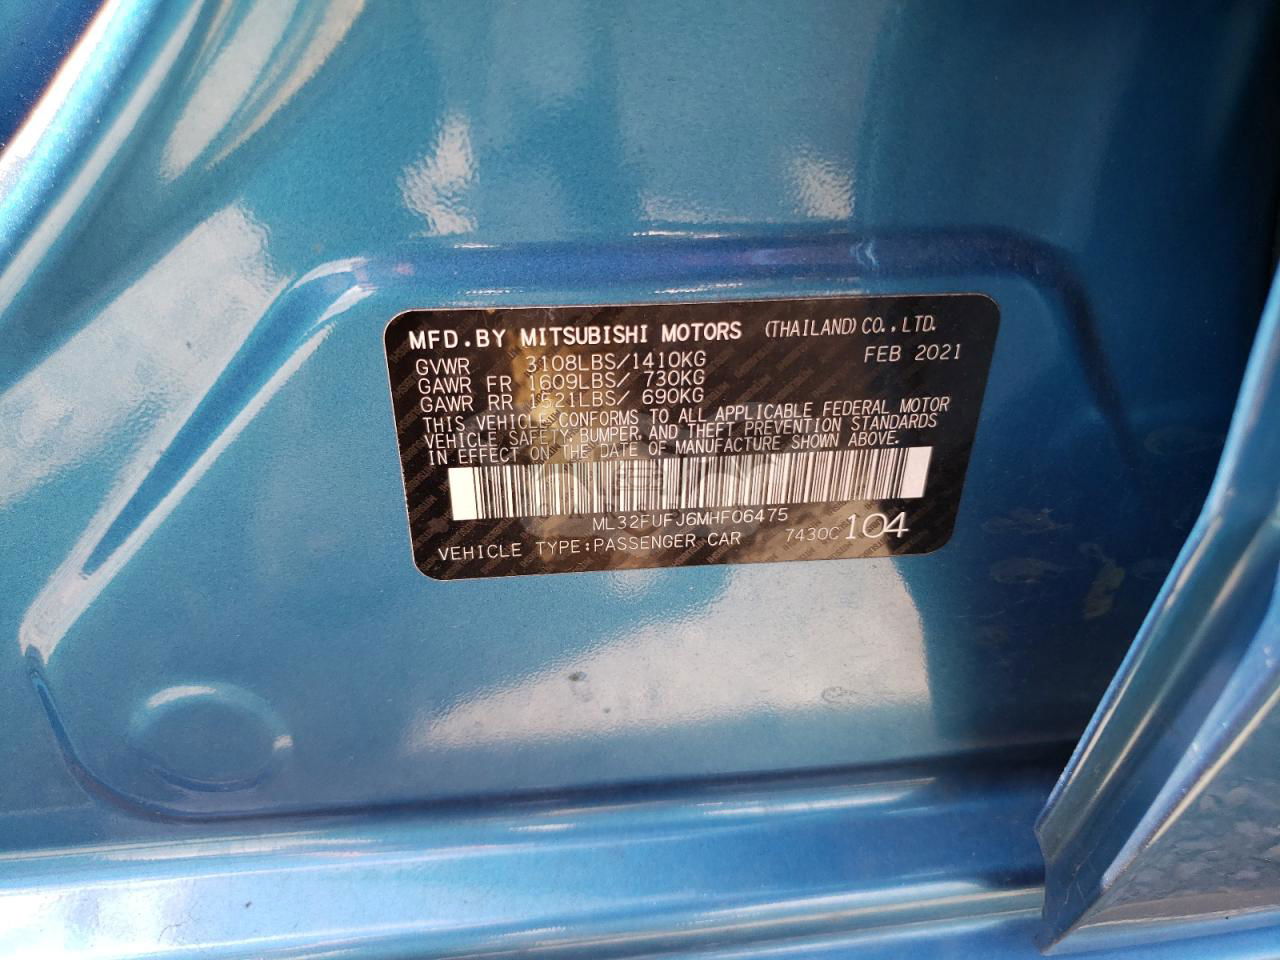 MFD.BY MITSUBISHI MOTORS (THAILAND)CO.,LTD.
GVWR 3108LBS/1410KG FEB 2021
GAWR FR 1609LBS/ 730KG
GAWR RR 1521LBS/ 690KG
THIS VEHICLE CONFORMS TO ALL APPLICABLE FEDERAL MOTOR
VEHICLE SAFETY, BUMPER, AND THEFT PREVENTION STANDARDS
IN EFFECT ON THE DATE OF MANUFACTURE SHOWN ABOVE.
ML32FUFJ6MHF06475
VEHICLE TYPE:PASSENGER CAR 7430C 104